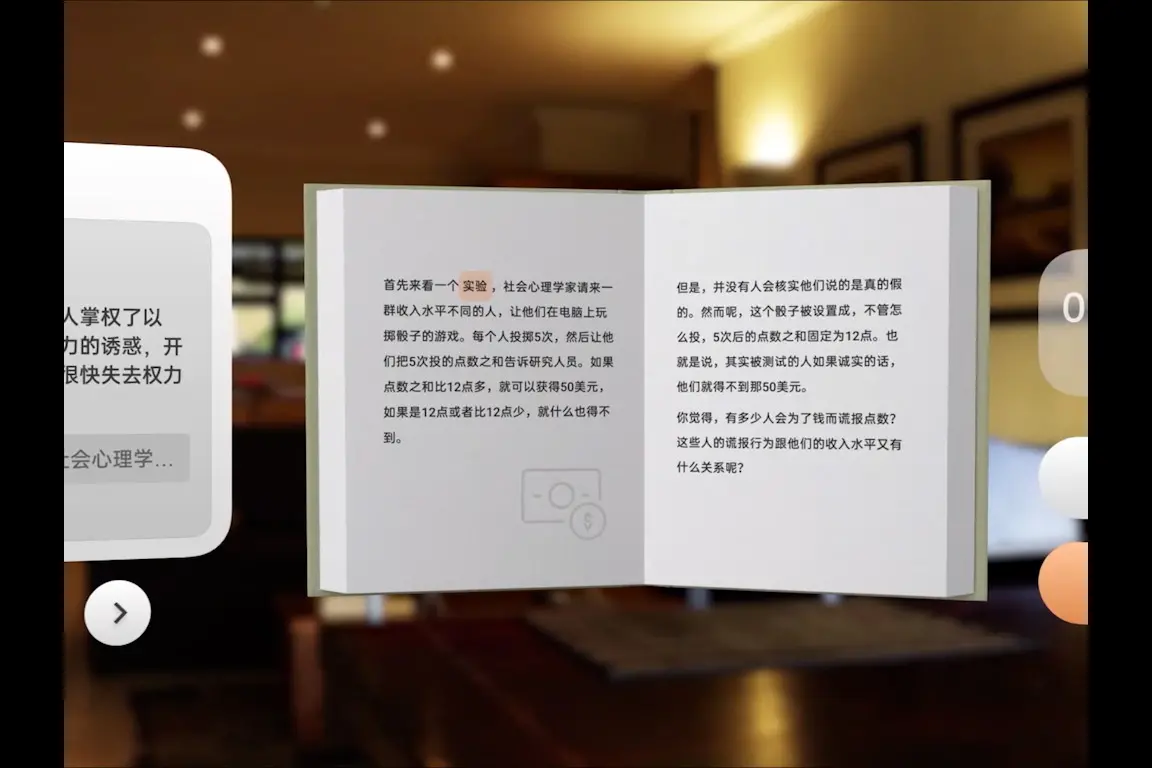 人掌权了以
力的诱惑，开
很快失去权力
社会心理学...
首先来看一个 实验 ，社会心理学家请来一
群收入水平不同的人，让他们在电脑上玩
掷骰子的游戏。每个人投掷5次，然后让他
们把5次投的点数之和告诉研究人员。如果
点数之和比12点多，就可以获得50美元，
如果是12点或者比12点少，就什么也得不
到。
但是，并没有人会核实他们说的是真的假
的。然而呢，这个骰子被设置成，不管怎
么投，5次后的点数之和固定为12点。也
就是说，其实被测试的人如果诚实的话，
他们就得不到那50美元。
你觉得，有多少人会为了钱而谎报点数？
这些人的谎报行为跟他们的收入水平又有
什么关系呢？
0